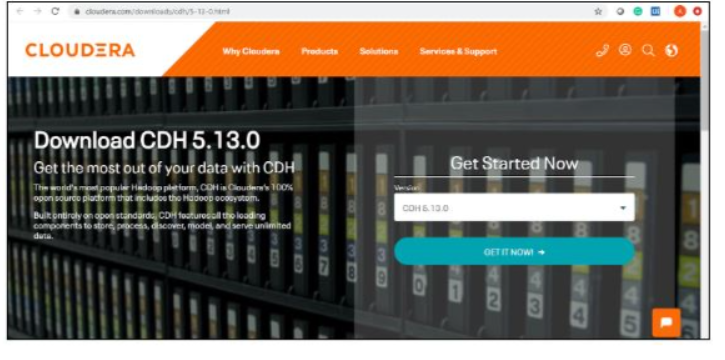 cloudera.com/downloads/cdh/5-13-0.html
CLOUDERA
Why Cloudera Products Solutions Services & Support
Download CDH 5.13.0
Get the most out of your data with CDH
The world's most popular Hadoop platform, CDH is Cloudera's 100%
open source platform that includes the Hadoop ecosystem.
Built entirely on open standards, CDH features all the leading
components to store, process, discover, model, and serve unlimited
data.
Get Started Now
Version
CDH 5.13.0
GET IT NOW!